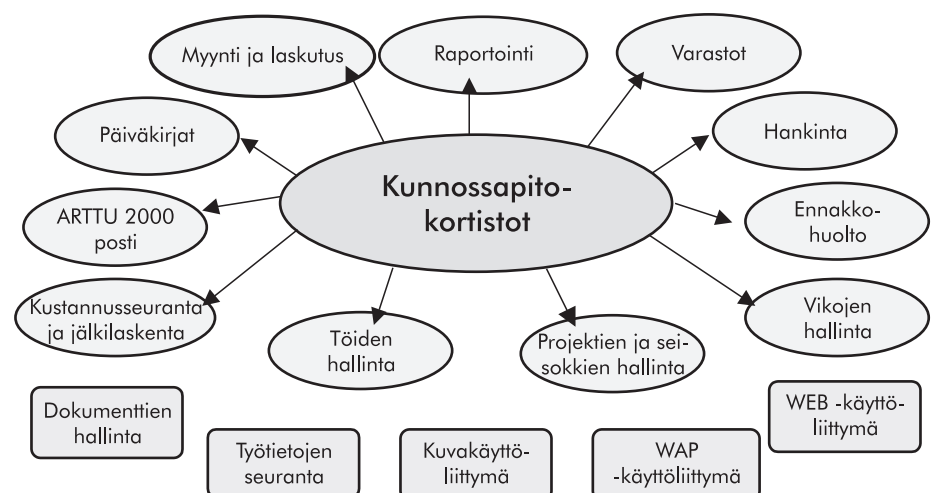 Myynti ja laskutus
Raportointi
Varastot
Päiväkirjat
Hankinta
Kunnossapito-
kortistot
ARTTU 2000
posti
Ennakko-
huolto
Kustannusseuranta
ja jälkilaskenta
Vikojen
hallinta
Töiden
hallinta
Projektien ja sei-
sokkien hallinta
Dokumenttien
hallinta
WEB -käyttö-
liittymä
Työtietojen
seuranta
Kuvakäyttö-
liittymä
WAP
-käyttöliittymä